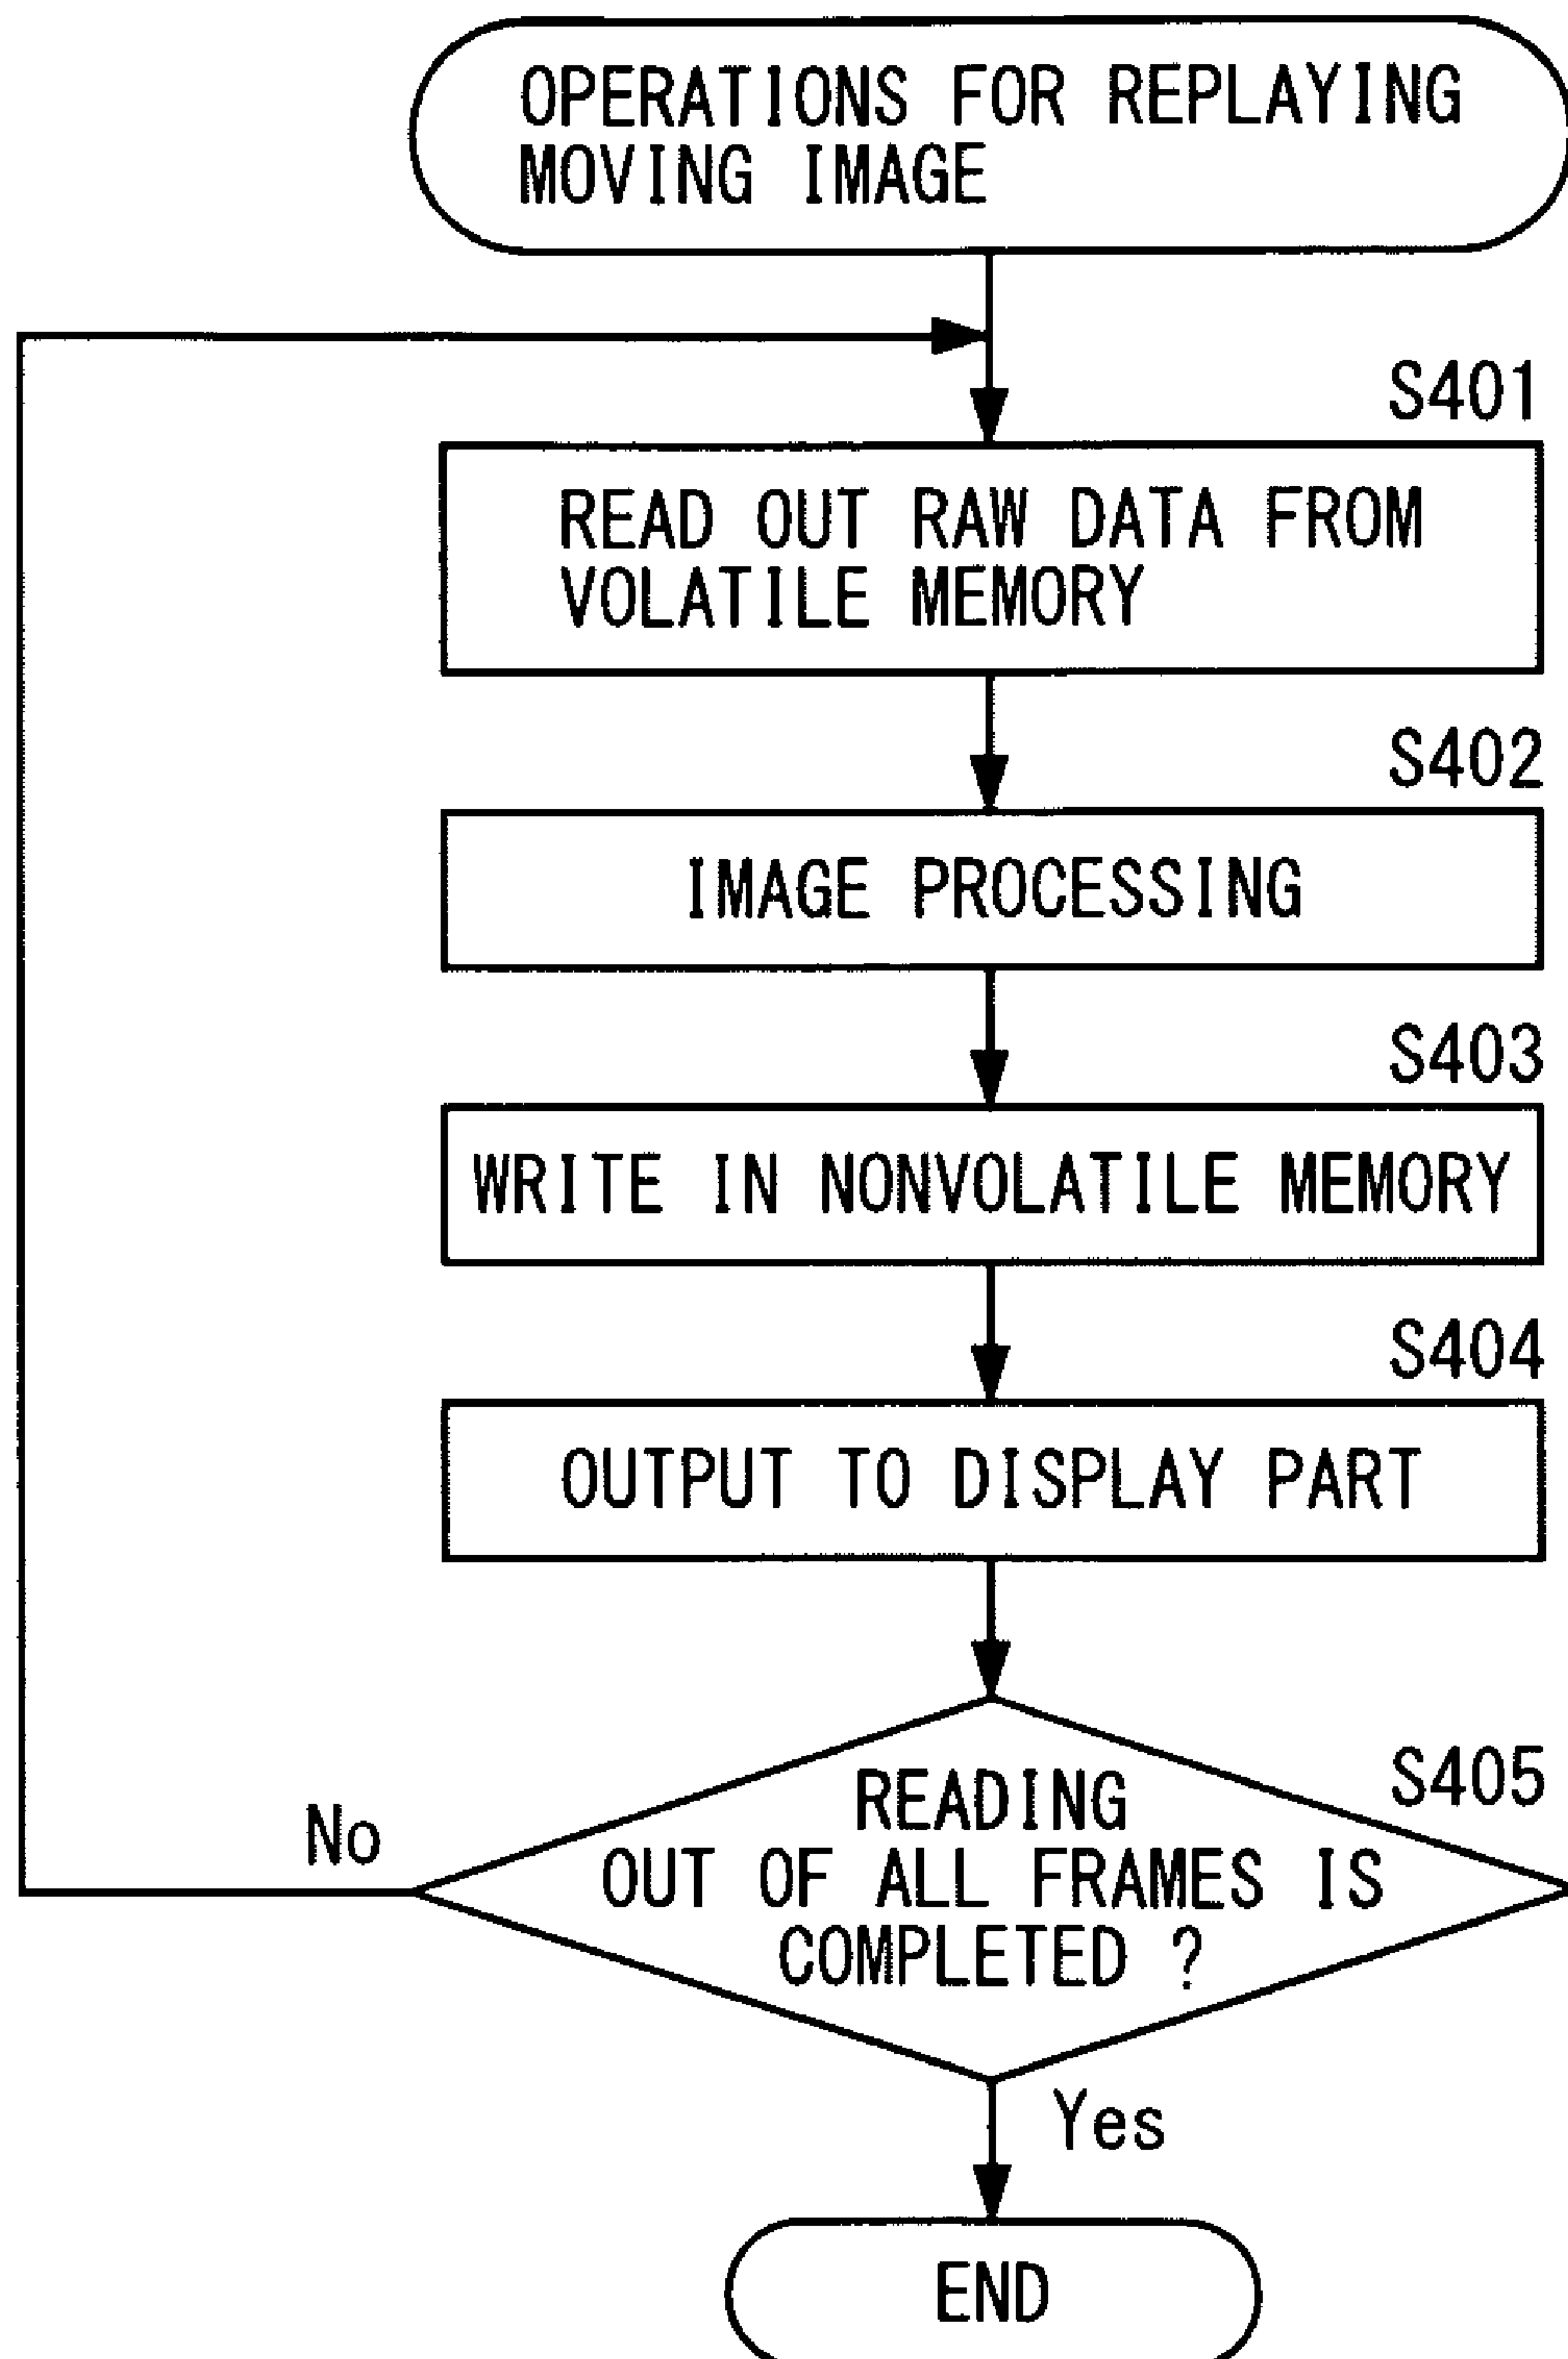 OPERATIONS FOR REPLAYING
MOVING IMAGE
S401
READ OUT RAW DATA FROM
VOLATILE MEMORY
S402
IMAGE PROCESSING
S403
WRITE IN NONVOLATILE MEMORY
S404
OUTPUT TO DISPLAY PART
S405
READING
OUT OF ALL FRAMES IS
COMPLETED ?
No
Yes
END